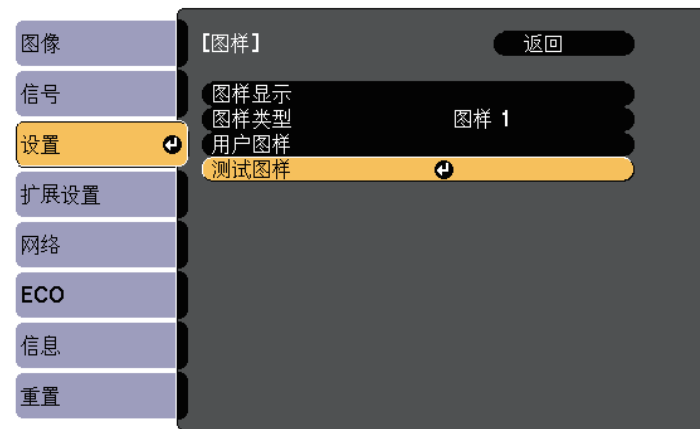 图像
信号
设置
扩展设置
网络
ECO
信息
重置
[图样] 返回
图样显示
图样类型 图样 1
用户图样
测试图样